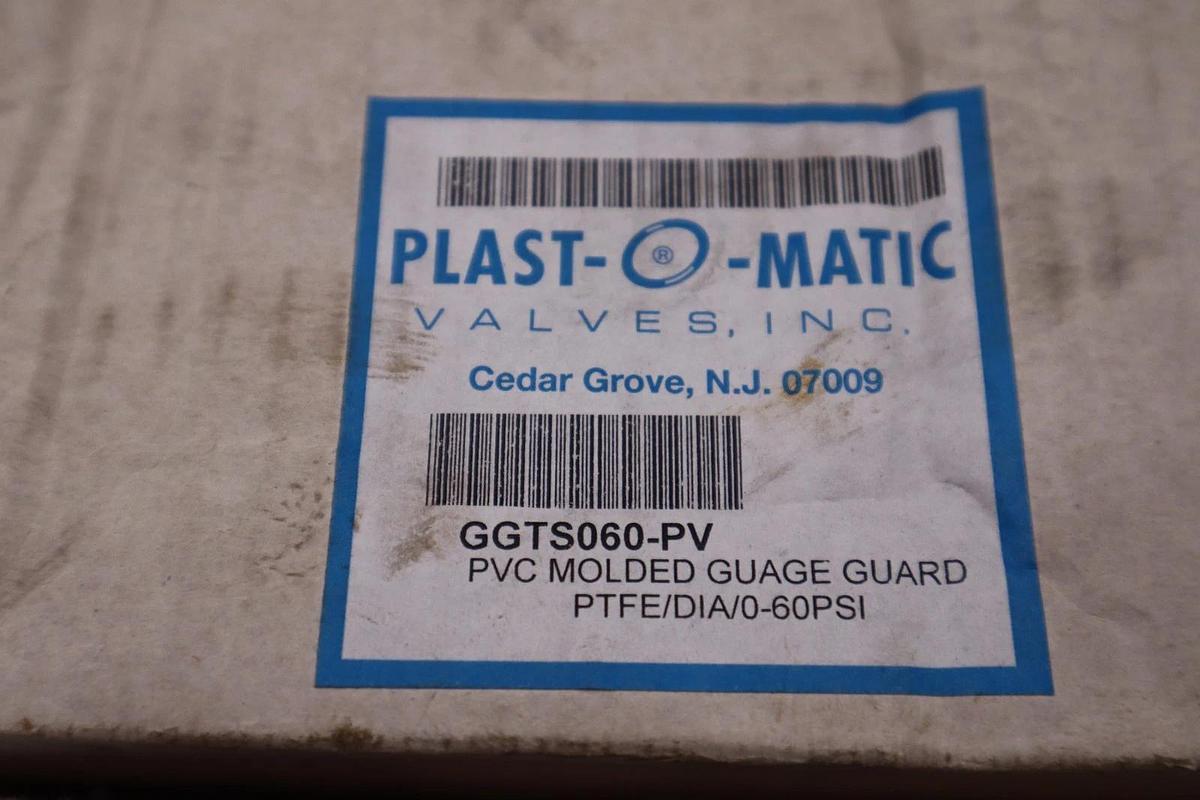 PLAST-O®-MATIC
VALVES, INC.
Cedar Grove, N.J. 07009
GGTS060-PV
PVC MOLDED GUAGE GUARD
PTFE/DIA/0-60PSI